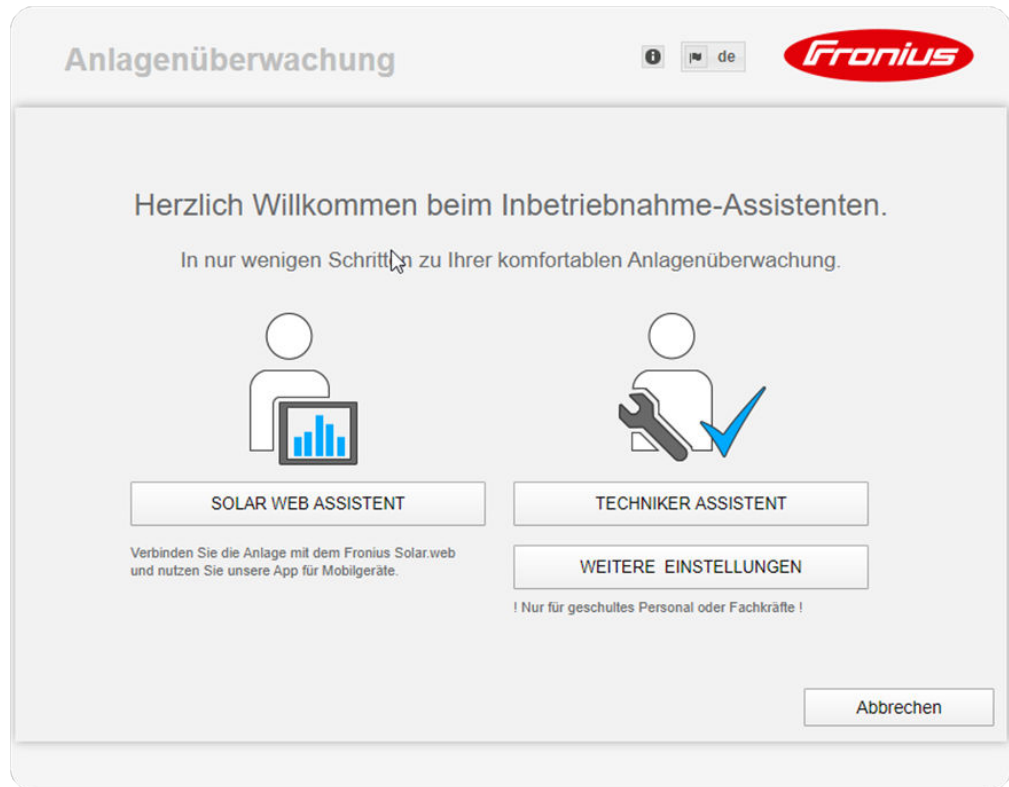 Anlagenüberwachung
de
Fronius
Herzlich Willkommen beim Inbetriebnahme-Assistenten.
In nur wenigen Schritten zu Ihrer komfortablen Anlagenüberwachung.
SOLAR WEB ASSISTENT
Verbinden Sie die Anlage mit dem Fronius Solar.web
und nutzen Sie unsere App für Mobilgeräte.
TECHNIKER ASSISTENT
WEITERE EINSTELLUNGEN
! Nur für geschultes Personal oder Fachkräfte !
Abbrechen